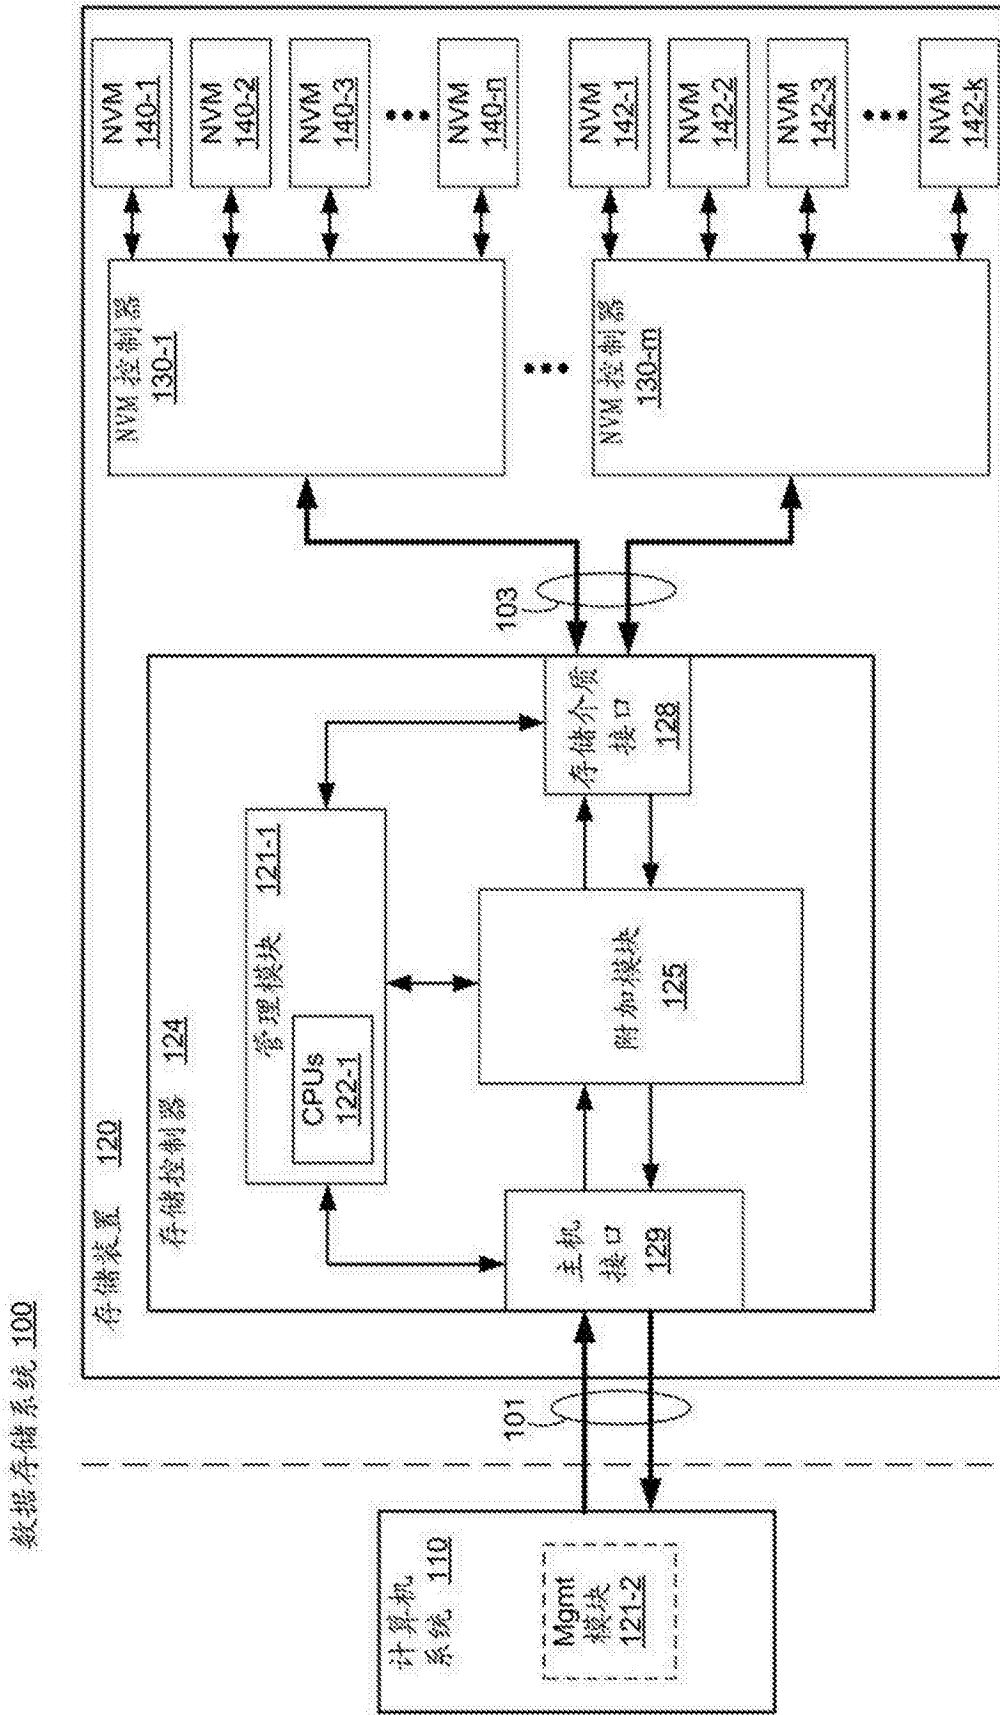 数据存储系统 100
计算机
系统 110
Mgmt
模块
121-2
101
存储装置 120
存储控制器 124
管理模块 121-1
CPUs
122-1
主机
接口
129
附加模块
125
存储介质
接口
128
103
NVM 控制器
130-1
NVM 控制器
130-m
NVM
140-1
NVM
140-2
NVM
140-3
NVM
140-n
NVM
142-1
NVM
142-2
NVM
142-3
NVM
142-k